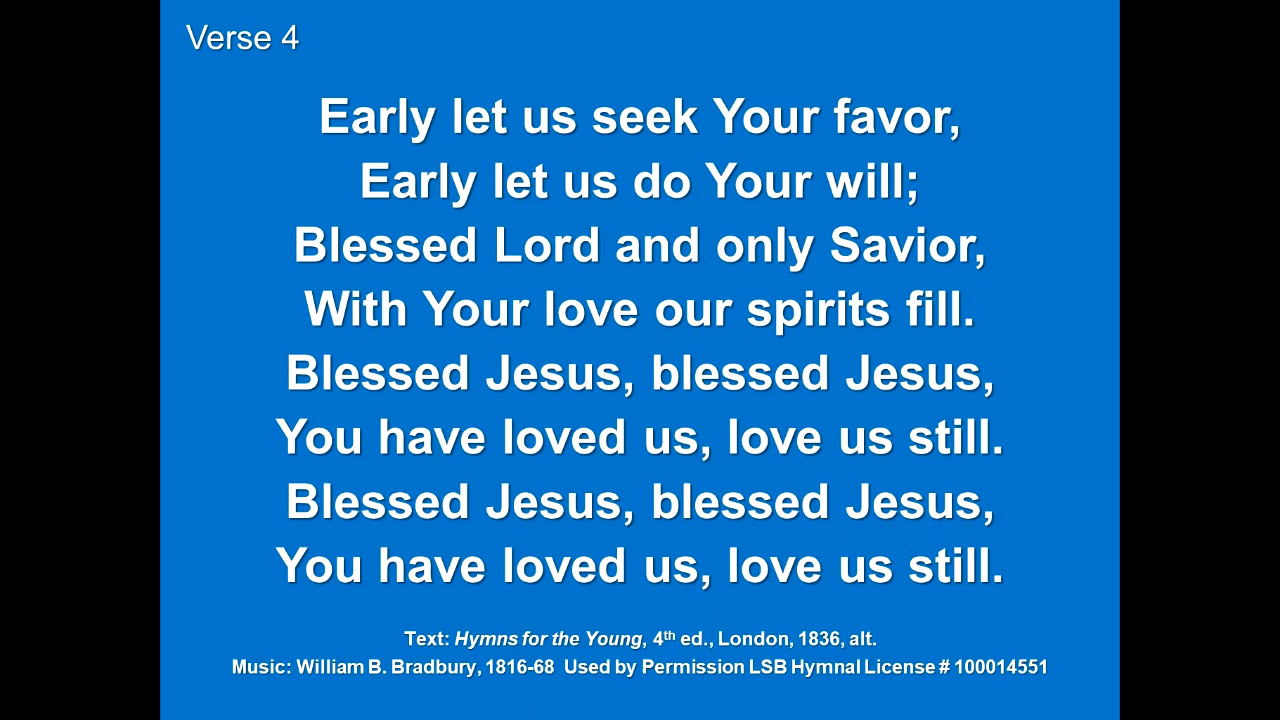 Verse 4
Early let us seek Your favor,
Early let us do Your will;
Blessed Lord and only Savior,
With Your love our spirits fill.
Blessed Jesus, blessed Jesus,
You have loved us, love us still.
Blessed Jesus, blessed Jesus,
You have loved us, love us still.
Text: Hymns for the Young, 4th ed., London, 1836, alt.
Music: William B. Bradbury, 1816-68 Used by Permission LSB Hymnal License # 100014551